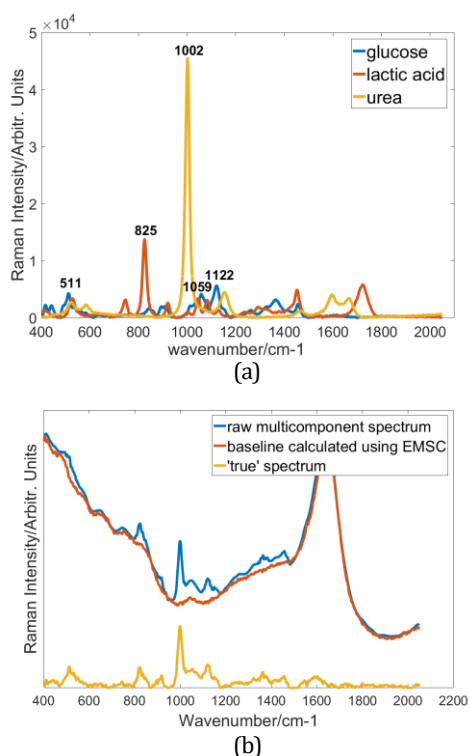 ×10⁴
5
4
3
2
1
0
Raman Intensity/Arbitr. Units
1002
825
511
1059
1122
glucose
lactic acid
urea
400 600 800 1000 1200 1400 1600 1800 2000
wavenumber/cm-1
(a)
raw multicomponent spectrum
baseline calculated using EMSC
'true' spectrum
Raman Intensity/Arbitr. Units
400 600 800 1000 1200 1400 1600 1800 2000 2200
Wavenumber/cm-1
(b)